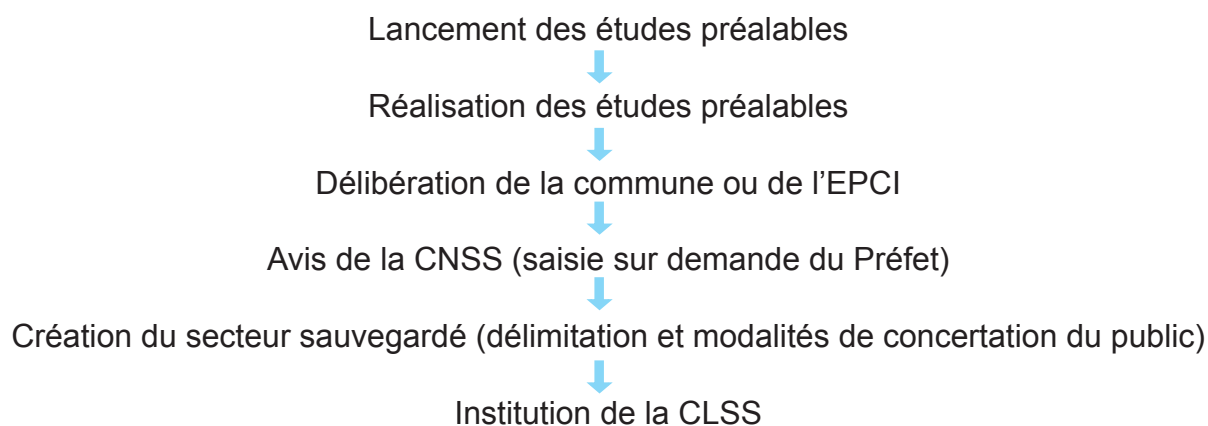 Lancement des études préalables
Réalisation des études préalables
Délibération de la commune ou de l’EPCI
Avis de la CNSS (saisie sur demande du Préfet)
Création du secteur sauvegardé (délimitation et modalités de concertation du public)
Institution de la CLSS